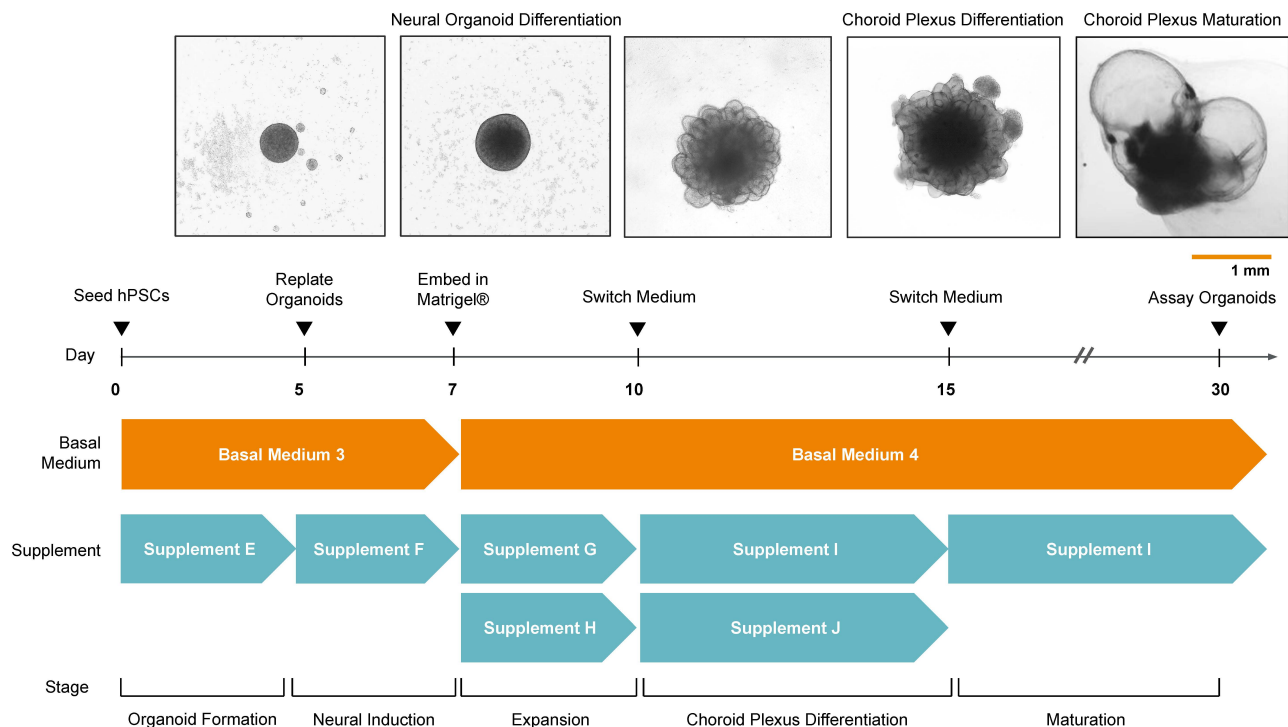 Neural Organoid Differentiation
Choroid Plexus Differentiation
Choroid Plexus Maturation
1 mm
Seed hPSCs
Replate
Organoids
Embed in
Matrigel®
Switch Medium
Switch Medium
Assay Organoids
Day
0
5
7
10
15
30
Basal
Medium
Basal Medium 3
Basal Medium 4
Supplement
Supplement E
Supplement F
Supplement G
Supplement I
Supplement I
Supplement H
Supplement J
Stage
Organoid Formation
Neural Induction
Expansion
Choroid Plexus Differentiation
Maturation